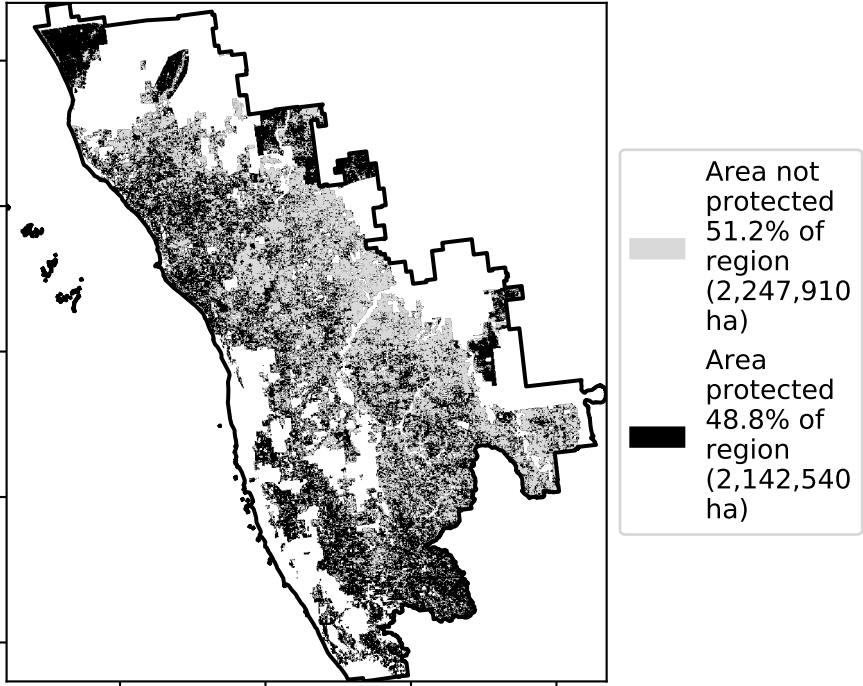 Area not
protected
51.2% of
region
(2,247,910
ha)
Area
protected
48.8% of
region
(2,142,540
ha)